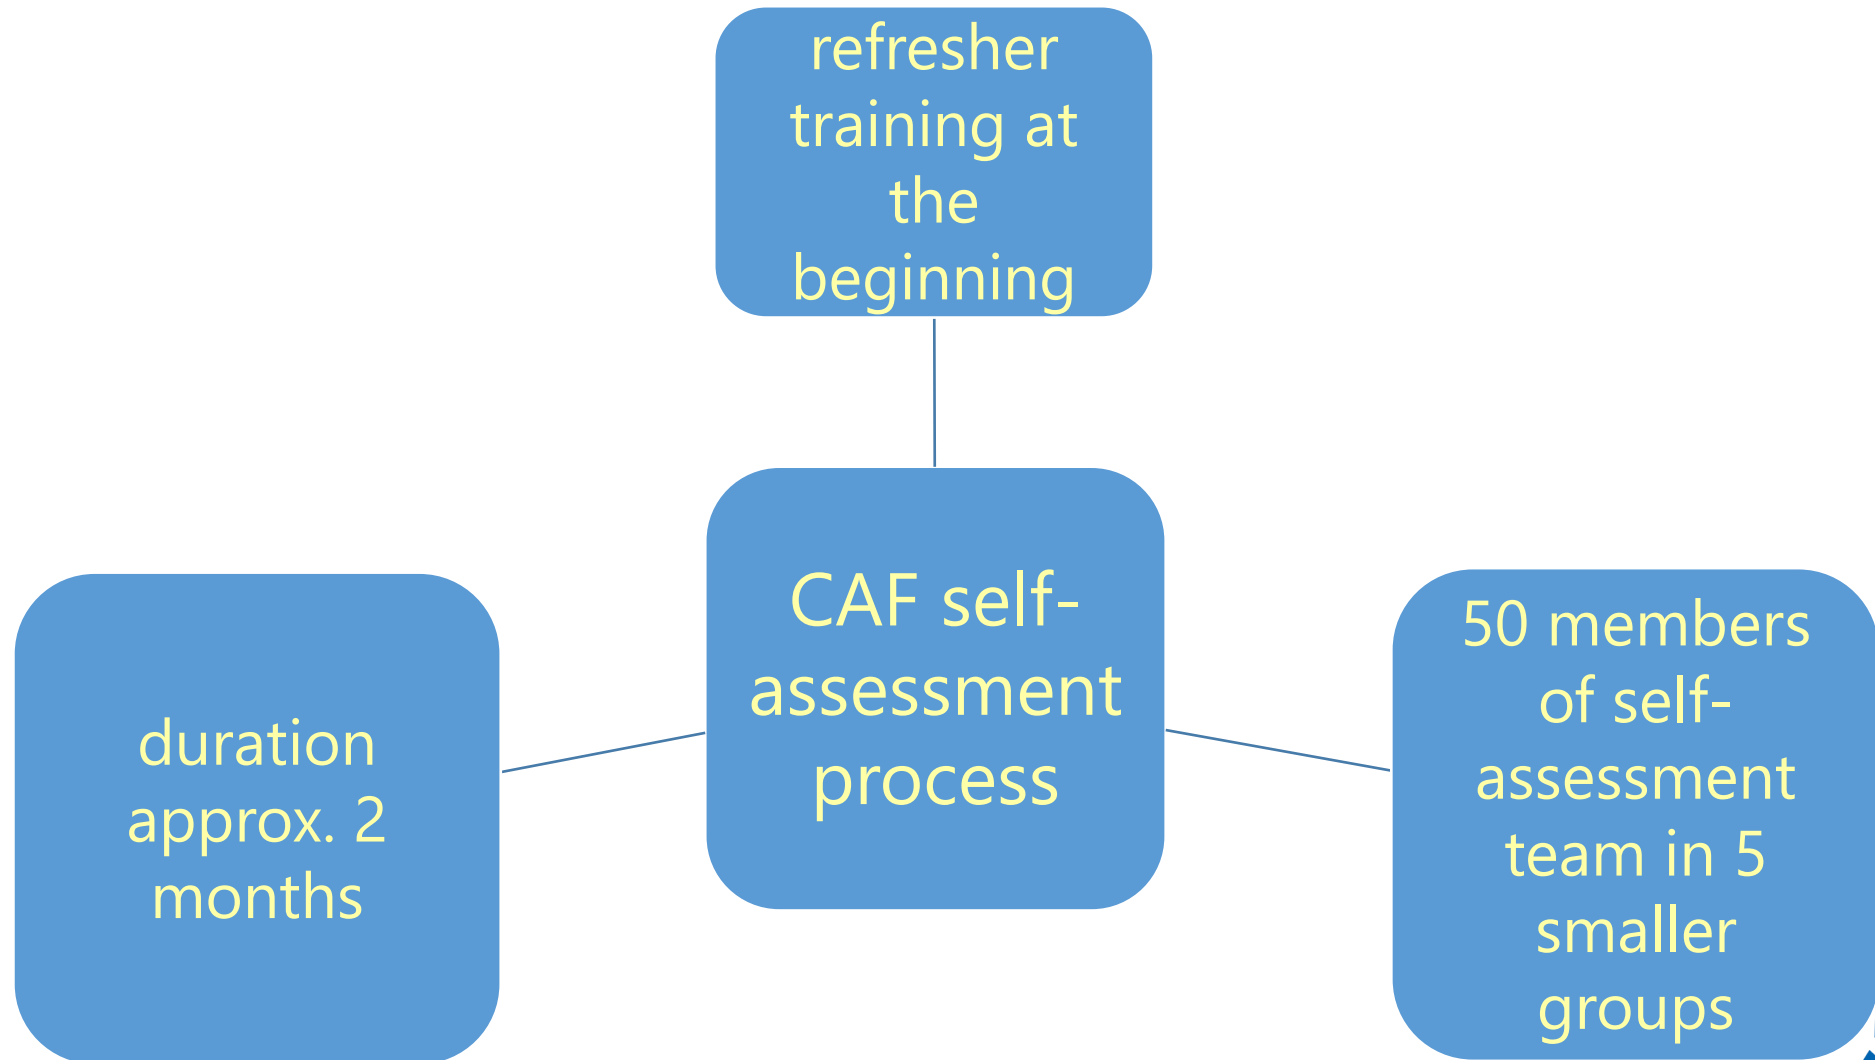 refresher
training at
the
beginning
CAF self-
assessment
process
duration
approx. 2
months
50 members
of self-
assessment
team in 5
smaller
groups